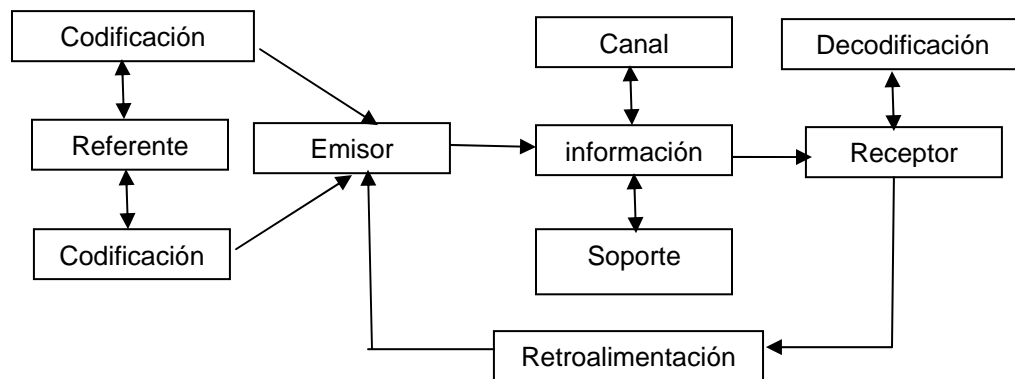 Codificación
Canal
Decodificación
Referente
Emisor
información
Receptor
Codificación
Soporte
Retroalimentación